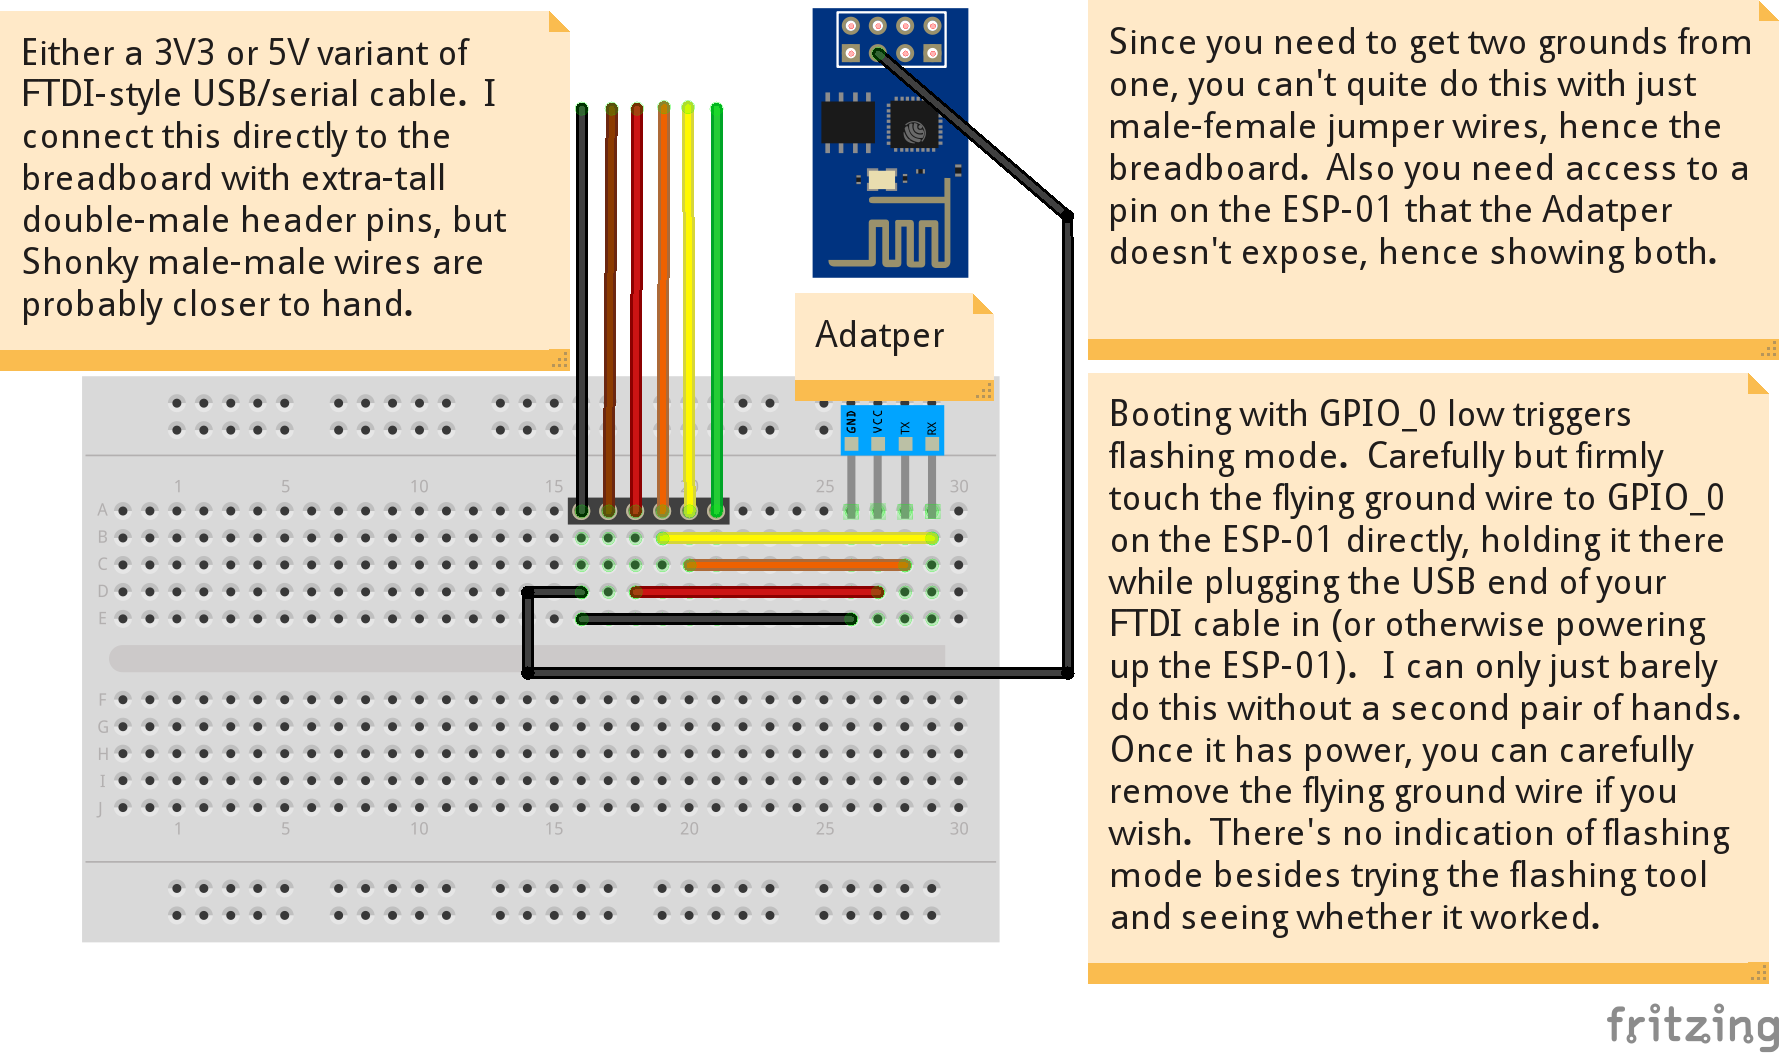 Either a 3V3 or 5V variant of
FTDI-style USB/serial cable.  I
connect this directly to the
breadboard with extra-tall
double-male header pins, but
Shonky male-male wires are
probably closer to hand.
Since you need to get two grounds from
one, you can't quite do this with just
male-female jumper wires, hence the
breadboard.  Also you need access to a
pin on the ESP-01 that the Adatper
doesn't expose, hence showing both.
Adatper
GND VCC TX RX
1 5 10 15 20 25 30
A
B
C
D
E
F
G
H
I
J
1 5 10 15 20 25 30
Booting with GPIO_0 low triggers
flashing mode.  Carefully but firmly
touch the flying ground wire to GPIO_0
on the ESP-01 directly, holding it there
while plugging the USB end of your
FTDI cable in (or otherwise powering
up the ESP-01).   I can only just barely
do this without a second pair of hands.
Once it has power, you can carefully
remove the flying ground wire if you
wish.  There's no indication of flashing
mode besides trying the flashing tool
and seeing whether it worked.
fritzing